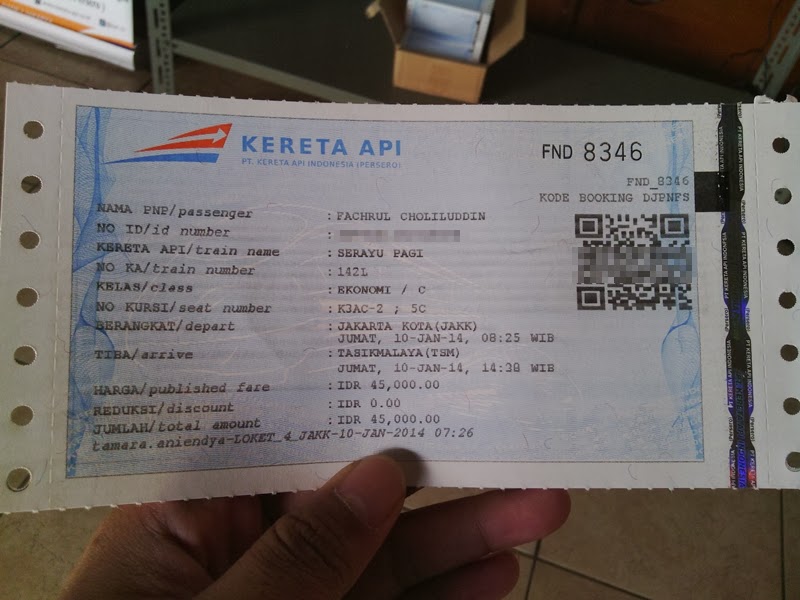 KERETA API
PT. KERETA API INDONESIA (PERSERO)
FND 8346
FND_8346
KODE BOOKING DJPNFS
NAMA PNP/passenger : FACHRUL CHOLILUDDIN
NO ID/id number :
KERETA API/train name : SERAYU PAGI
NO KA/train number : 142L
KELAS/class : EKONOMI / C
NO KURSI/seat number : K3AC-2 ; 5C
BERANGKAT/depart : JAKARTA KOTA(JAKK)
JUMAT, 10-JAN-14, 08:25 WIB
TIBA/arrive : TASIKMALAYA(TSM)
JUMAT, 10-JAN-14, 14:38 WIB
HARGA/published fare : IDR 45,000.00
REDUKSI/discount : IDR 0.00
JUMLAH/total amount : IDR 45,000.00
tamara.aniendya-LOKET_4_JAKK-10-JAN-2014 07:26